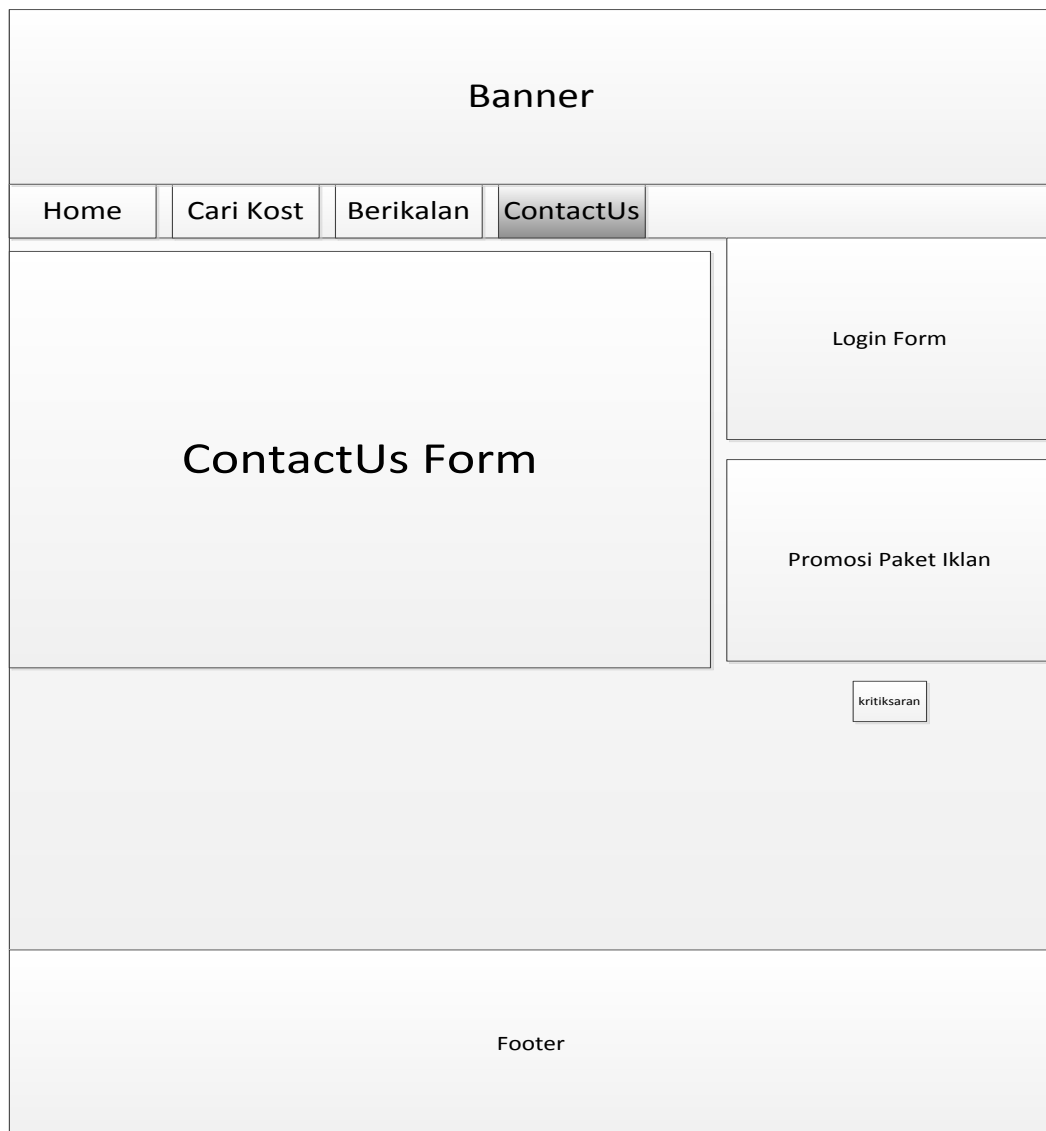 Banner
Home
Cari Kost
Berikalan
ContactUs
Login Form
ContactUs Form
Promosi Paket Iklan
kritiksaran
Footer